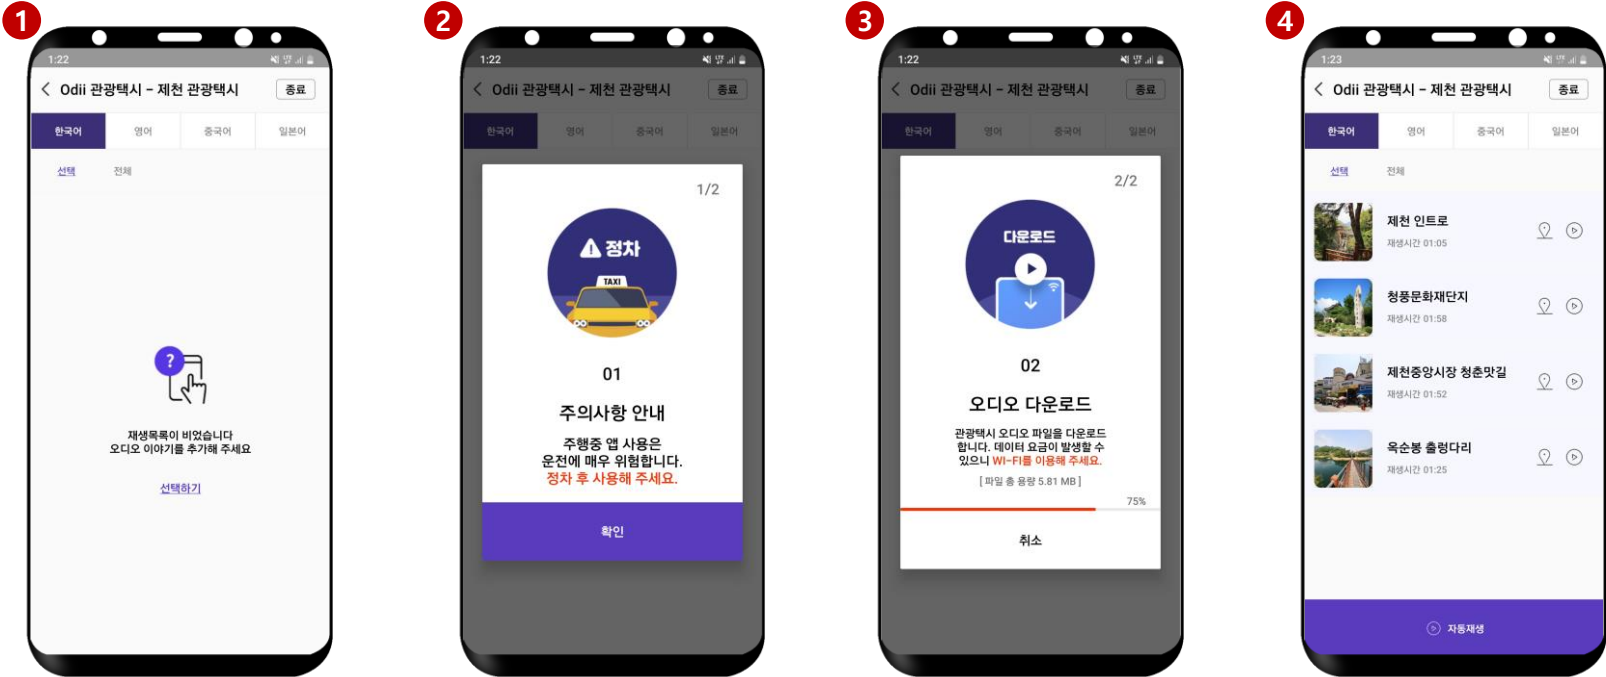 1
1:22
Odii 관광택시 - 제천 관광택시
종료
한국어 영어 중국어 일본어
선택 전체
?
재생목록이 비었습니다
오디오 이야기를 추가해 주세요
선택하기
2
1:22
Odii 관광택시 - 제천 관광택시
종료
한국어 영어 중국어 일본어
1/2
정차
TAXI
01
주의사항 안내
주행중 앱 사용은
운전에 매우 위험합니다.
정차 후 사용해 주세요.
확인
3
1:22
Odii 관광택시 - 제천 관광택시
종료
한국어 영어 중국어 일본어
2/2
다운로드
02
오디오 다운로드
관광택시 오디오 파일을 다운로드
합니다. 데이터 요금이 발생할 수
있으니 WI-FI를 이용해 주세요.
[ 파일 총 용량 5.81 MB ]
75%
취소
4
1:23
Odii 관광택시 - 제천 관광택시
종료
한국어 영어 중국어 일본어
선택 전체
제천 인트로
재생시간 01:05
청풍문화재단지
재생시간 01:58
제천중앙시장 청춘맛길
재생시간 01:52
옥순봉 출렁다리
재생시간 01:25
자동재생